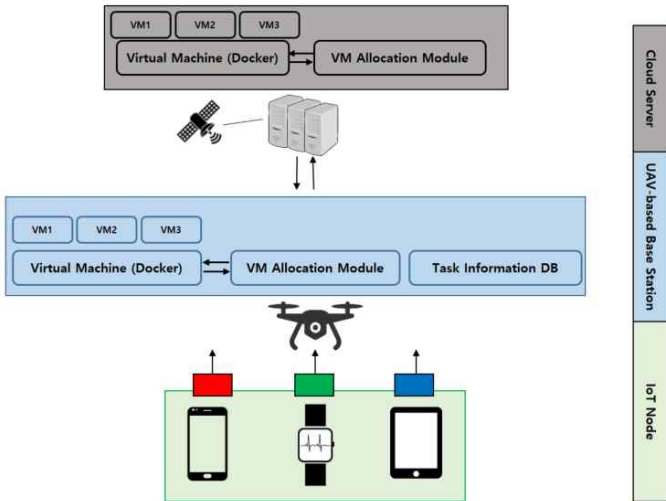 VM1
VM2
VM3
Virtual Machine (Docker)
VM Allocation Module
VM1
VM2
VM3
Virtual Machine (Docker)
VM Allocation Module
Task Information DB
Cloud Server
UAV-based Base Station
IoT Node